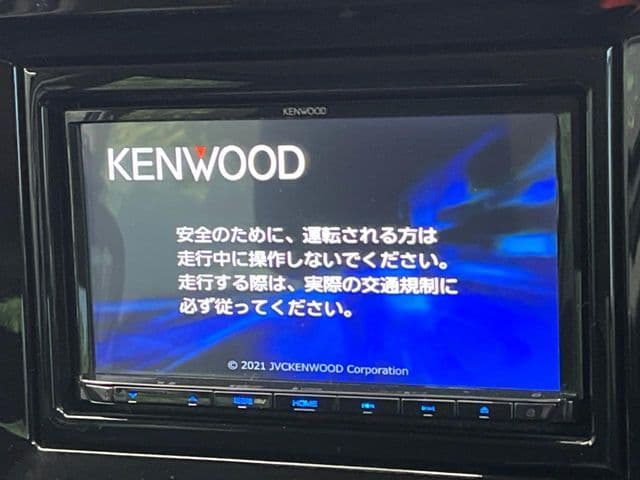 KENWOOD
KENWOOD
安全のために、運転される方は
走行中に操作しないでください。
走行する際は、実際の交通規制に
必ず従ってください。
© 2021 JVCKENWOOD Corporation
HOME